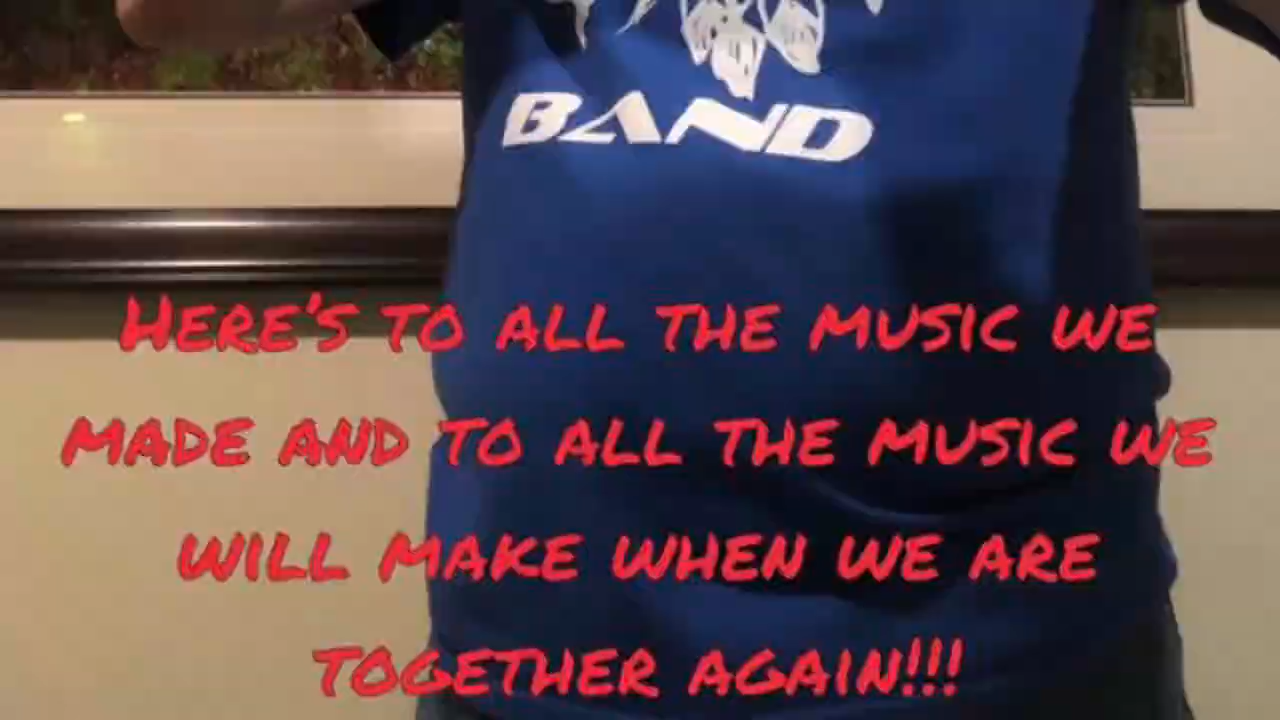 BAND
HERE'S TO ALL THE MUSIC WE
MADE AND TO ALL THE MUSIC WE
WILL MAKE WHEN WE ARE
TOGETHER AGAIN!!!